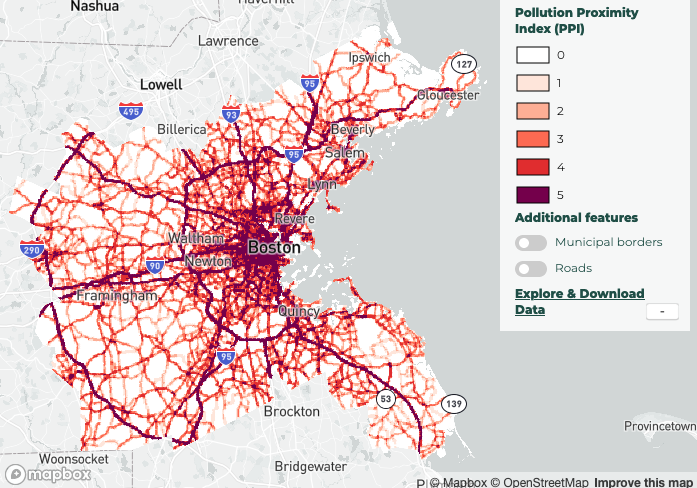 Nashua
Haverhill
Lawrence
Lowell
Ipswich
127
95
Gloucester
495
93
Billerica
Beverly
95
Salem
Lynn
Revere
Waltham
Boston
290
90
Newton
Framingham
Quincy
95
53
139
Brockton
Woonsocket
Bridgewater
Provincetown
Pollution Proximity
Index (PPI)
0
1
2
3
4
5
Additional features
Municipal borders
Roads
Explore & Download
Data
-
mapbox
© Mapbox © OpenStreetMap Improve this map